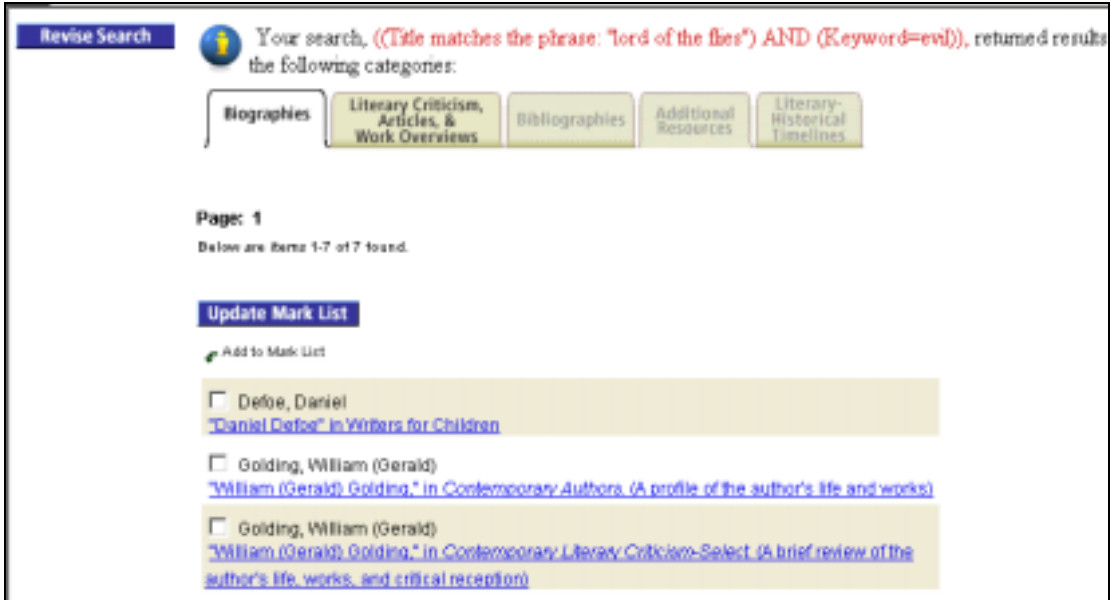 Revise Search
Your search, ((Title matches the phrase: "lord of the flies") AND (Keyword=evil)), returned results
the following categories:
Biographies
Literary Criticism,
Articles, &
Work Overviews
Bibliographies
Additional
Resources
Literary-
Historical
Timelines
Page: 1
Below are items 1-7 of 7 found.
Update Mark List
Add to Mark List
Defoe, Daniel
"Daniel Defoe" in Writers for Children
Golding, William (Gerald)
"William (Gerald) Golding," in Contemporary Authors. (A profile of the author's life and works)
Golding, William (Gerald)
"William (Gerald) Golding," in Contemporary Literary Criticism-Select. (A brief review of the
author's life, works, and critical reception)